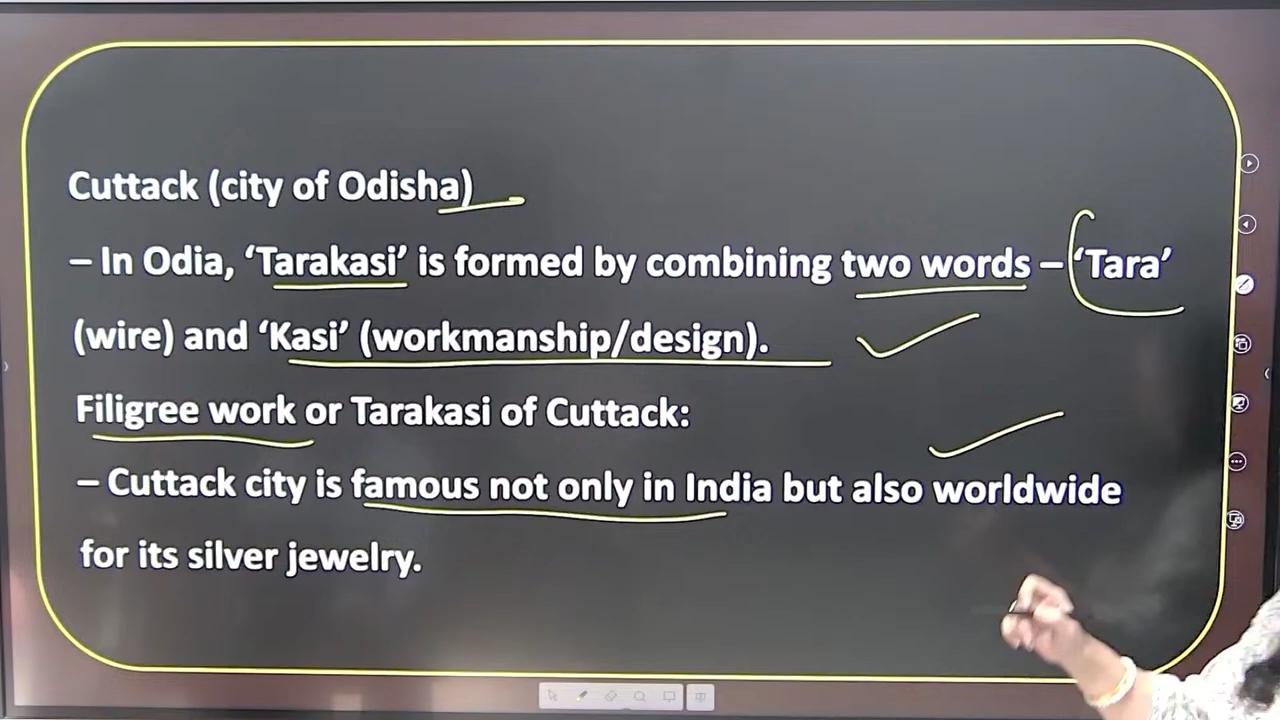 Cuttack (city of Odisha)
– In Odia, ‘Tarakasi’ is formed by combining two words – ‘Tara’
(wire) and ‘Kasi’ (workmanship/design).
Filigree work or Tarakasi of Cuttack:
– Cuttack city is famous not only in India but also worldwide
for its silver jewelry.